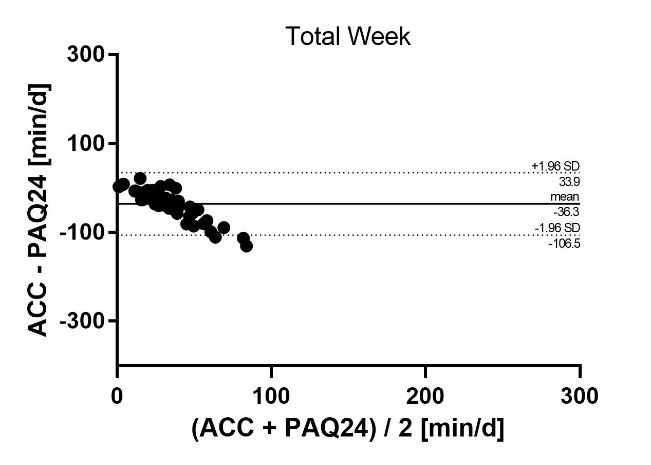 Total Week
ACC - PAQ24 [min/d]
300
100
-100
-300
+1.96 SD
33.9
mean
-36.3
-1.96 SD
-106.5
0
100
200
300
(ACC + PAQ24) / 2 [min/d]